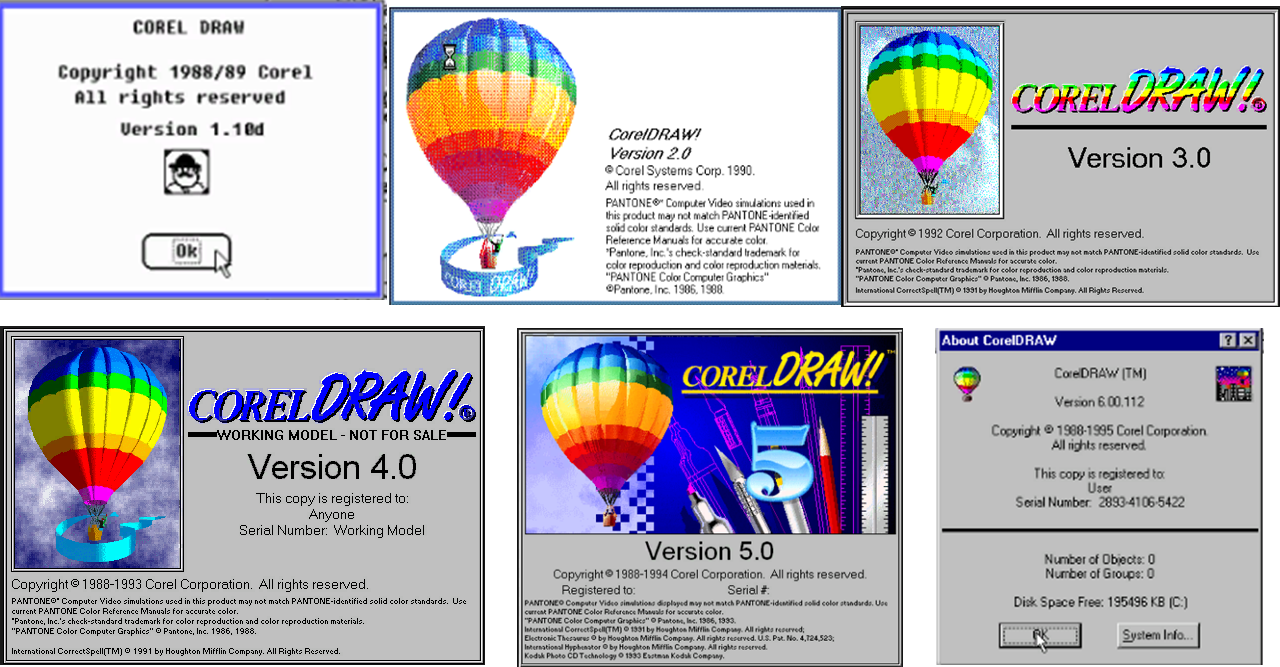 COREL DRAW
Copyright 1988/89 Corel
All rights reserved
Version 1.10d
Ok
CorelDRAW!
Version 2.0
© Corel Systems Corp. 1990.
All rights reserved.
PANTONE®* Computer Video simulations used in
this product may not match PANTONE-identified
solid color standards. Use current PANTONE Color
Reference Manuals for accurate color.
*Pantone, Inc.'s check-standard trademark for
color reproduction and color reproduction materials.
"PANTONE Color Computer Graphics"
©Pantone, Inc. 1986, 1988.
COREL DRAW
COREL DRAW!®
Version 3.0
Copyright © 1992 Corel Corporation. All rights reserved.
PANTONE®* Computer Video simulations used in this product may not match PANTONE-identified solid color standards. Use
current PANTONE Color Reference Manuals for accurate color.
*Pantone, Inc.'s check-standard trademark for color reproduction and color reproduction materials.
"PANTONE Color Computer Graphics" © Pantone, Inc. 1986, 1988.
International CorrectSpell(TM) © 1991 by Houghton Mifflin Company. All Rights Reserved.
COREL DRAW!®
WORKING MODEL - NOT FOR SALE
Version 4.0
This copy is registered to:
Anyone
Serial Number: Working Model
Copyright © 1988-1993 Corel Corporation. All rights reserved.
PANTONE®* Computer Video simulations used in this product may not match PANTONE-identified solid color standards. Use
current PANTONE Color Reference Manuals for accurate color.
*Pantone, Inc.'s check-standard trademark for color reproduction and color reproduction materials.
"PANTONE Color Computer Graphics" © Pantone, Inc. 1986, 1988.
International CorrectSpell(TM) © 1991 by Houghton Mifflin Company. All Rights Reserved.
COREL DRAW!™
5
Version 5.0
Copyright © 1988-1994 Corel Corporation. All rights reserved.
Registered to: Serial #:
PANTONE®* Computer Video simulations displayed may not match PANTONE-identified solid color standards. Use current
current PANTONE Color Reference Manuals for accurate color.
"PANTONE Color Computer Graphics" © Pantone, Inc. 1986, 1993.
International CorrectSpell(TM) © 1991 by Houghton Mifflin Company. All rights reserved;
Electronic Thesaurus © by Houghton Mifflin Company. All rights reserved. U.S. Pat. No. 4,724,523;
International Hyphenator © by Houghton Mifflin Company. All rights reserved.
Kodak Photo CD Technology © 1993 Eastman Kodak Company.
About CorelDRAW
CorelDRAW (TM)
Version 6.00.112
Copyright © 1988-1995 Corel Corporation.
All rights reserved.
This copy is registered to:
User
Serial Number: 2893-4106-5422
Number of Objects: 0
Number of Groups: 0
Disk Space Free: 195496 KB (C:)
OK
System Info...